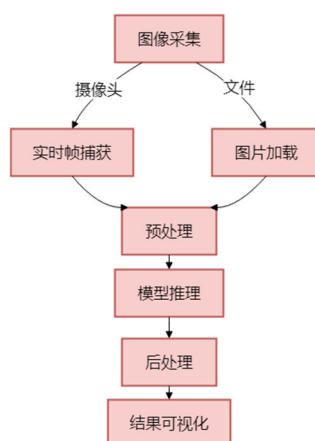 图像采集
摄像头
文件
实时帧捕获
图片加载
预处理
模型推理
后处理
结果可视化